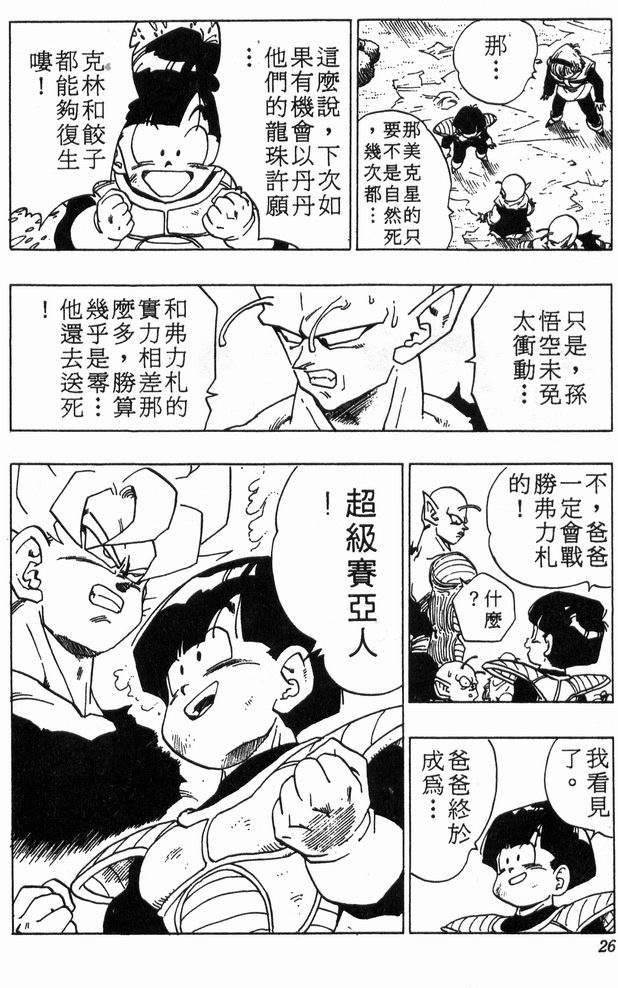 那…
那美克星的只
要不是自然死
，幾次都…
這麼說，下次如
果有機會以丹丹
他們的龍珠許願
…
克林和餃子
都能夠復生
嘍！
只是，孫
悟空未免
太衝動…
和弗力札的
實力相差那
麼多，勝算
幾乎是零…
他還去送死
！
不，爸爸
一定會戰
勝弗力札
的！
什麼
？
我看見
了。
爸爸終於
成爲…
超級賽亞人
！
26